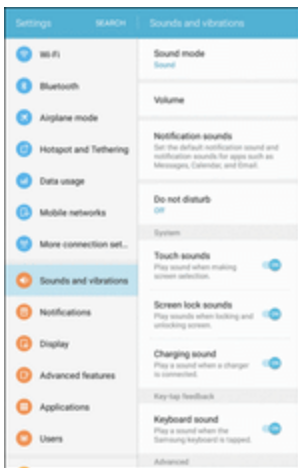 Settings
SEARCH
Sounds and vibrations
Wi-Fi
Bluetooth
Airplane mode
Hotspot and Tethering
Data usage
Mobile networks
More connection set...
Sounds and vibrations
Notifications
Display
Advanced features
Applications
Users
Sound mode
Sound
Volume
Notification sounds
Set the default notification sound and
notification sounds for apps such as
Messages, Calendar, and Email.
Do not disturb
Off
System
Touch sounds
Play sound when making
screen selection.
ON
Screen lock sounds
Play sounds when locking and
unlocking screen.
ON
Charging sound
Play a sound when a charger
is connected.
ON
Key-tap feedback
Keyboard sound
Play a sound when the
Samsung keyboard is tapped.
ON
Advanced